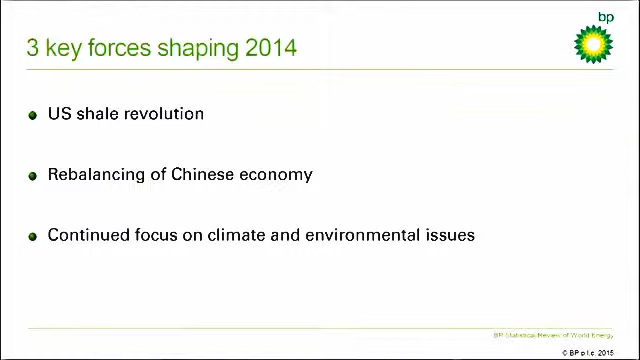 bp
3 key forces shaping 2014
US shale revolution
Rebalancing of Chinese economy
Continued focus on climate and environmental issues
BP Statistical Review of World Energy
© BP p.l.c. 2015